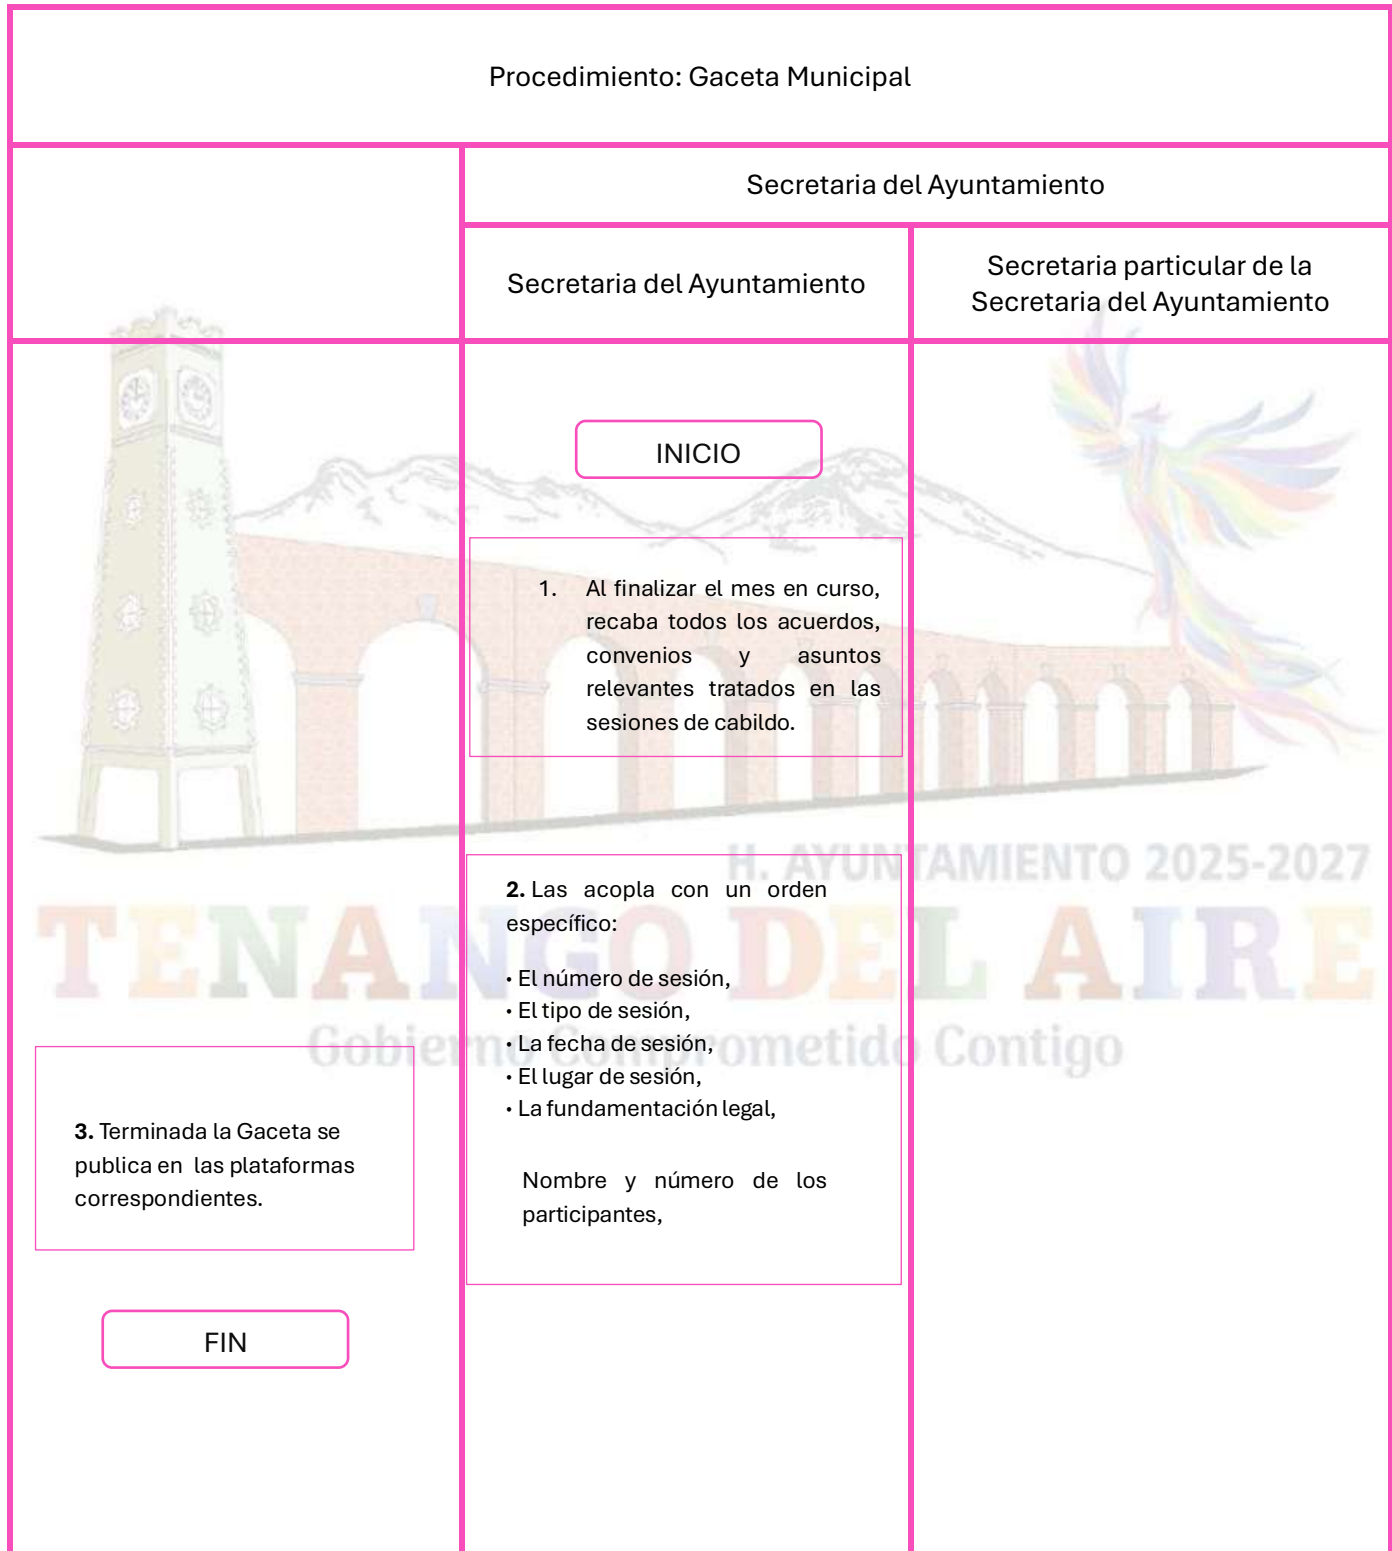 Procedimiento: Gaceta Municipal
Secretaria del Ayuntamiento
Secretaria del Ayuntamiento
Secretaria particular de la
Secretaria del Ayuntamiento
INICIO
1. Al finalizar el mes en curso,
recaba todos los acuerdos,
convenios y asuntos
relevantes tratados en las
sesiones de cabildo.
H. AYUNTAMIENTO 2025-2027
TENANGO DEL AIRE
Gobierno Comprometido Contigo
2. Las acopla con un orden
específico:
· El número de sesión,
· El tipo de sesión,
· La fecha de sesión,
· El lugar de sesión,
· La fundamentación legal,
Nombre y número de los
participantes,
3. Terminada la Gaceta se
publica en las plataformas
correspondientes.
FIN